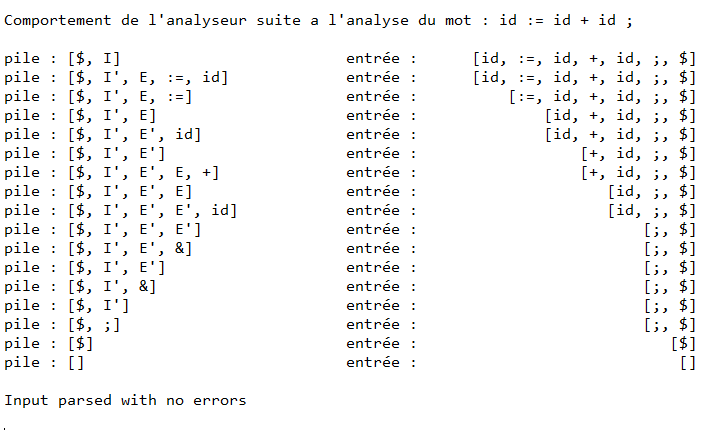 Comportement de l'analyseur suite a l'analyse du mot : id := id + id ;
pile : [$, I] entrée : [id, :=, id, +, id, ;, $]
pile : [$, I', E, :=, id] entrée : [id, :=, id, +, id, ;, $]
pile : [$, I', E, :=] entrée : [:=, id, +, id, ;, $]
pile : [$, I', E] entrée : [id, +, id, ;, $]
pile : [$, I', E', id] entrée : [id, +, id, ;, $]
pile : [$, I', E'] entrée : [+, id, ;, $]
pile : [$, I', E', E, +] entrée : [+, id, ;, $]
pile : [$, I', E', E] entrée : [id, ;, $]
pile : [$, I', E', E', id] entrée : [id, ;, $]
pile : [$, I', E', E'] entrée : [;, $]
pile : [$, I', E', &] entrée : [;, $]
pile : [$, I', E'] entrée : [;, $]
pile : [$, I', &] entrée : [;, $]
pile : [$, I'] entrée : [;, $]
pile : [$, ;] entrée : [;, $]
pile : [$] entrée : [$]
pile : [] entrée : []
Input parsed with no errors